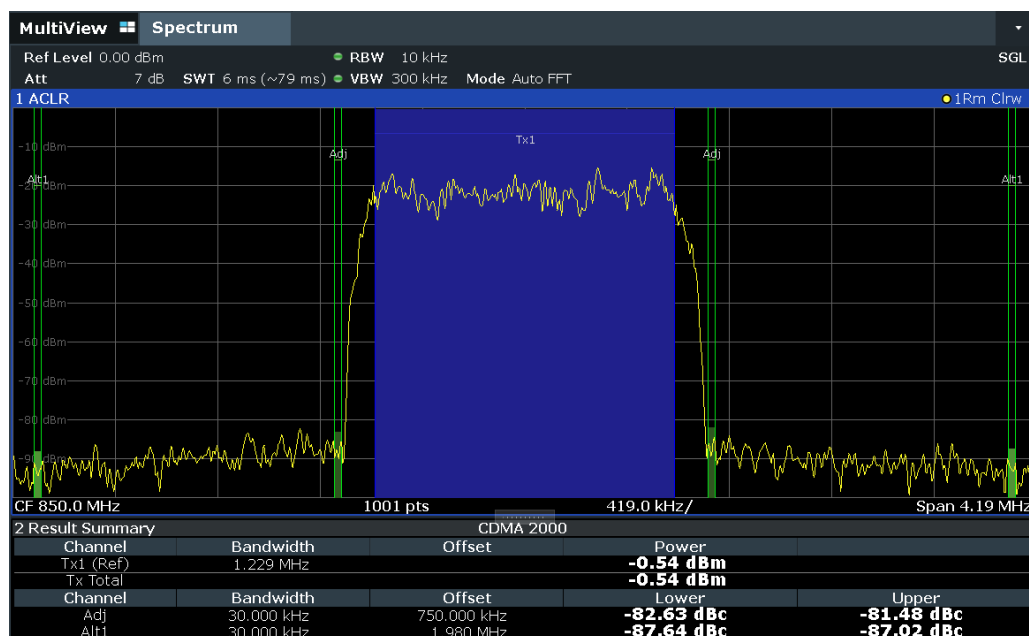 MultiView Spectrum
Ref Level 0.00 dBm RBW 10 kHz SGL
Att 7 dB SWT 6 ms (~79 ms) VBW 300 kHz Mode Auto FFT
1 ACLR 1Rm Clrw
Tx1
-10 dBm
Adj Adj
Alt1 Alt1
-20 dBm
-30 dBm
-40 dBm
-50 dBm
-60 dBm
-70 dBm
-80 dBm
-90 dBm
CF 850.0 MHz 1001 pts 419.0 kHz/ Span 4.19 MHz
2 Result Summary CDMA 2000
Channel Bandwidth Offset Power
Tx1 (Ref) 1.229 MHz -0.54 dBm
Tx Total -0.54 dBm
Channel Bandwidth Offset Lower Upper
Adj 30.000 kHz 750.000 kHz -82.63 dBc -81.48 dBc
Alt1 30.000 kHz 1.980 MHz -87.64 dBc -87.02 dBc